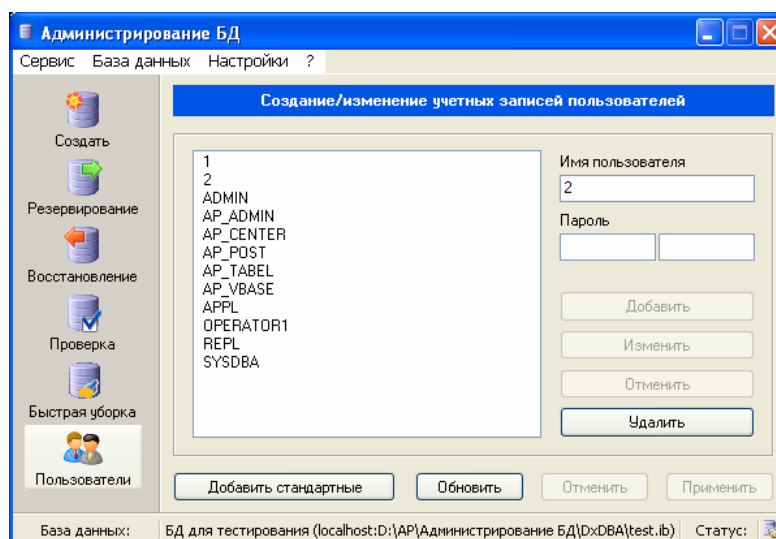 Администрирование БД
Сервис База данных Настройки ?
Создание/изменение учетных записей пользователей
Создать
Резервирование
Восстановление
Проверка
Быстрая уборка
Пользователи
1
2
ADMIN
AP_ADMIN
AP_CENTER
AP_POST
AP_TABEL
AP_VBASE
APPL
OPERATOR1
REPL
SYSDBA
Имя пользователя
2
Пароль
Добавить
Изменить
Отменить
Удалить
Добавить стандартные Обновить Отменить Применить
База данных: БД для тестирования (localhost:D:\AP\Администрирование БД\DxDBA\test.ib) Статус: